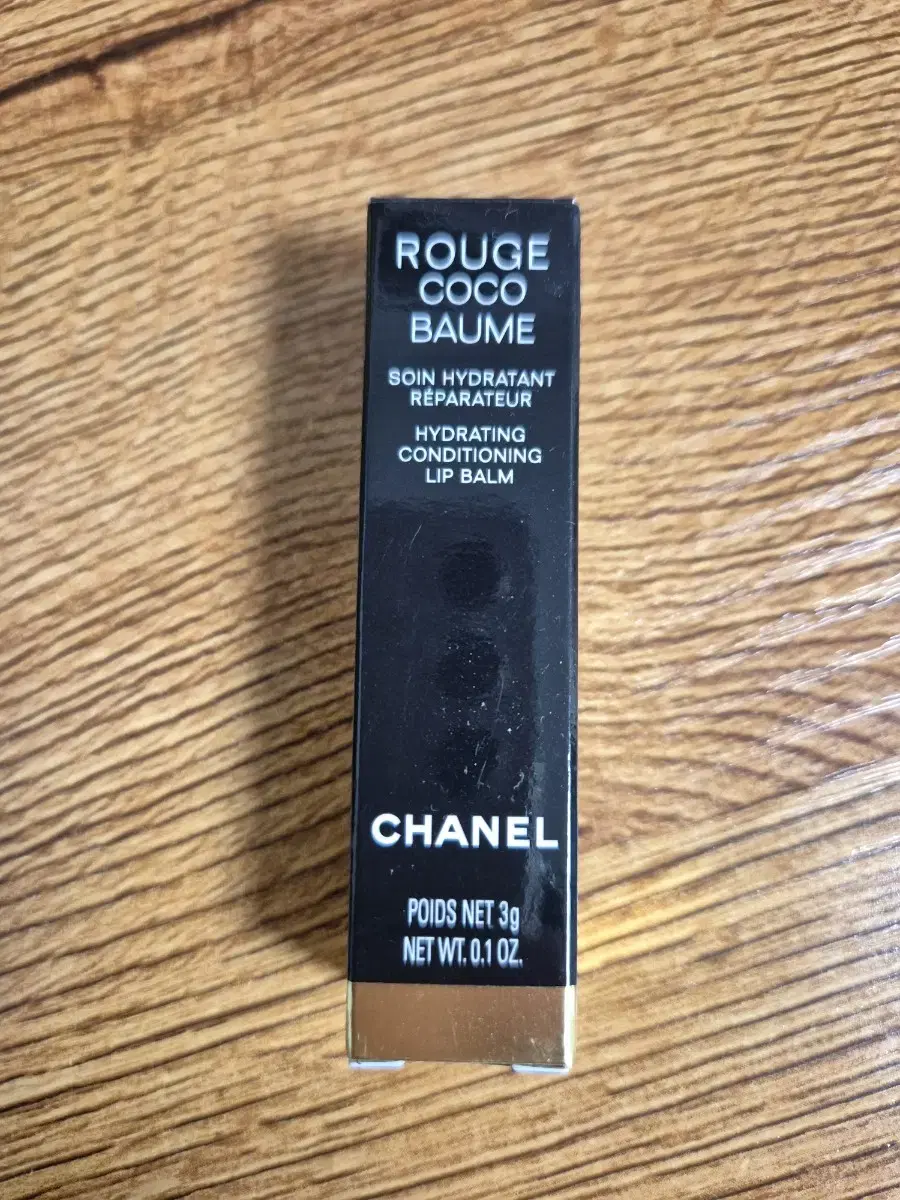 ROUGE
COCO
BAUME
SOIN HYDRATANT
RÉPARATEUR
HYDRATING
CONDITIONING
LIP BALM
CHANEL
POIDS NET 3g
NET WT. 0.1 OZ.